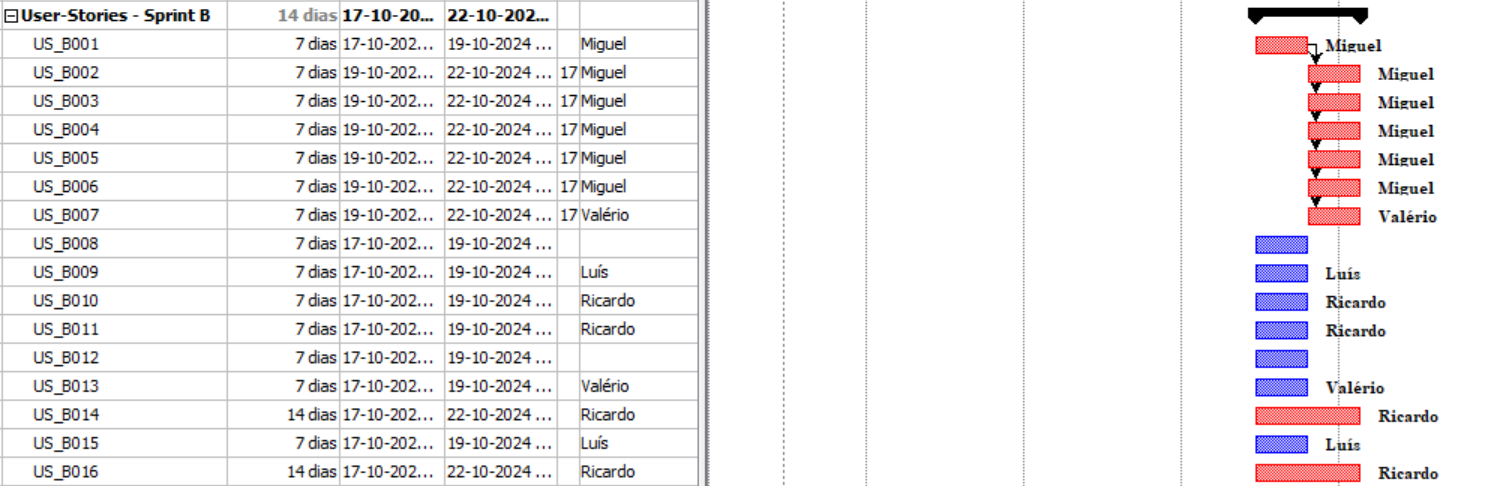 User-Stories - Sprint B 14 dias 17-10-20... 22-10-202...
US_B001 7 dias 17-10-202... 19-10-2024 ... Miguel Miguel
US_B002 7 dias 19-10-202... 22-10-2024 ... 17 Miguel Miguel
US_B003 7 dias 19-10-202... 22-10-2024 ... 17 Miguel Miguel
US_B004 7 dias 19-10-202... 22-10-2024 ... 17 Miguel Miguel
US_B005 7 dias 19-10-202... 22-10-2024 ... 17 Miguel Miguel
US_B006 7 dias 19-10-202... 22-10-2024 ... 17 Miguel Miguel
US_B007 7 dias 19-10-202... 22-10-2024 ... 17 Valério Valério
US_B008 7 dias 17-10-202... 19-10-2024 ...
US_B009 7 dias 17-10-202... 19-10-2024 ... Luís Luís
US_B010 7 dias 17-10-202... 19-10-2024 ... Ricardo Ricardo
US_B011 7 dias 17-10-202... 19-10-2024 ... Ricardo Ricardo
US_B012 7 dias 17-10-202... 19-10-2024 ...
US_B013 7 dias 17-10-202... 19-10-2024 ... Valério Valério
US_B014 14 dias 17-10-202... 22-10-2024 ... Ricardo Ricardo
US_B015 7 dias 17-10-202... 19-10-2024 ... Luís Luís
US_B016 14 dias 17-10-202... 22-10-2024 ... Ricardo Ricardo